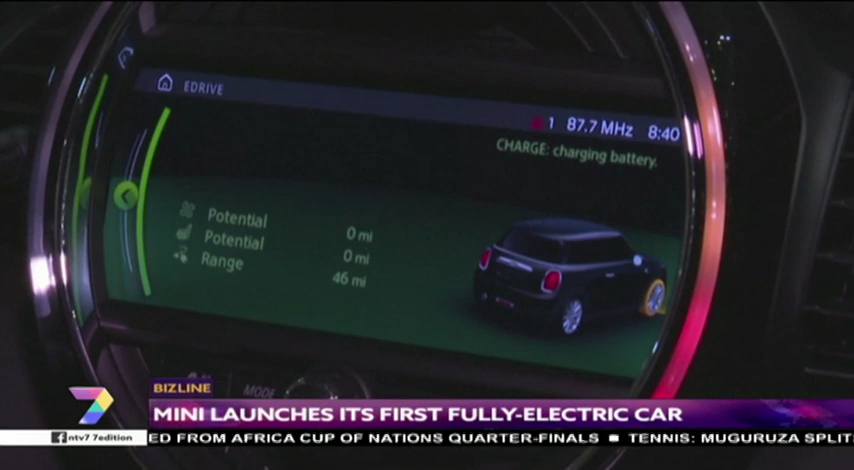 EDRIVE
1 87.7 MHz 8:40
CHARGE: charging battery.
Potential 0 mi
Potential 0 mi
Range 46 mi
MODE
7
BIZLINE
MINI LAUNCHES ITS FIRST FULLY-ELECTRIC CAR
f ntv7 7edition
ED FROM AFRICA CUP OF NATIONS QUARTER-FINALS ■ TENNIS: MUGURUZA SPLIT